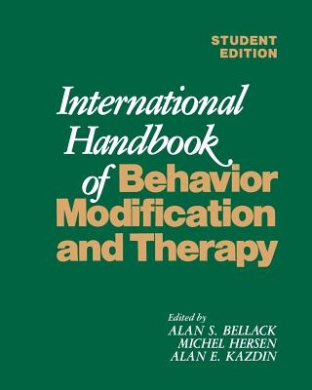 STUDENT
EDITION
International
Handbook
of Behavior
Modification
and Therapy
Edited by
ALAN S. BELLACK
MICHEL HERSEN
ALAN E. KAZDIN